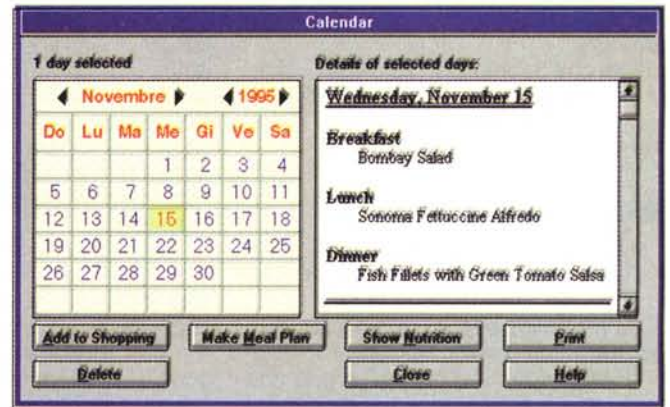 Calendar
1 day selected
Details of selected days:
Novembre 1995
Do Lu Ma Me Gi Ve Sa
1 2 3 4
5 6 7 8 9 10 11
12 13 14 15 16 17 18
19 20 21 22 23 24 25
26 27 28 29 30
Wednesday, November 15
Breakfast
Bombay Salad
Lunch
Sonoma Fettuccine Alfredo
Dinner
Fish Fillets with Green Tomato Salsa
Add to Shopping Make Meal Plan Show Nutrition Print
Delete Close Help